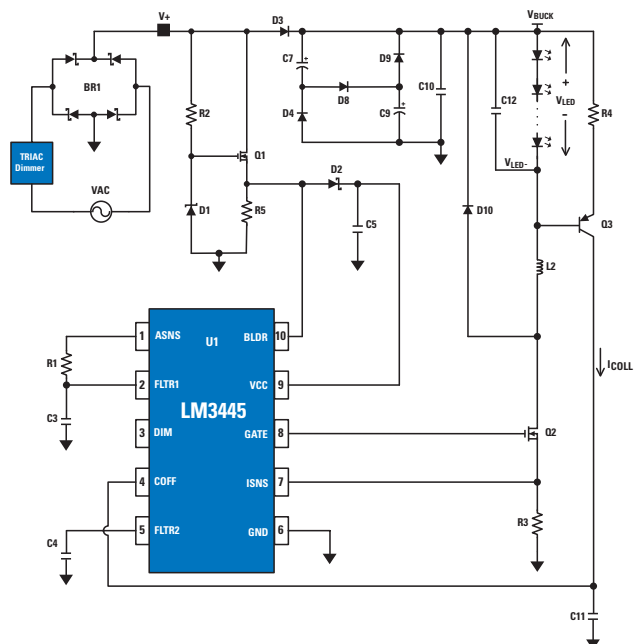 V+
D3
VBUCK
BR1
C7
D9
D8
C10
D4
C9
C12
+
VLED
-
R4
R2
Q1
TRIAC
Dimmer
VLED-
VAC
D2
D1
R5
C5
D10
Q3
L2
U1
1
ASNS
BLDR
10
R1
ICOLL
2
FLTR1
VCC
9
LM3445
C3
3
DIM
GATE
8
Q2
4
COFF
ISNS
7
R3
5
FLTR2
GND
6
C4
C11